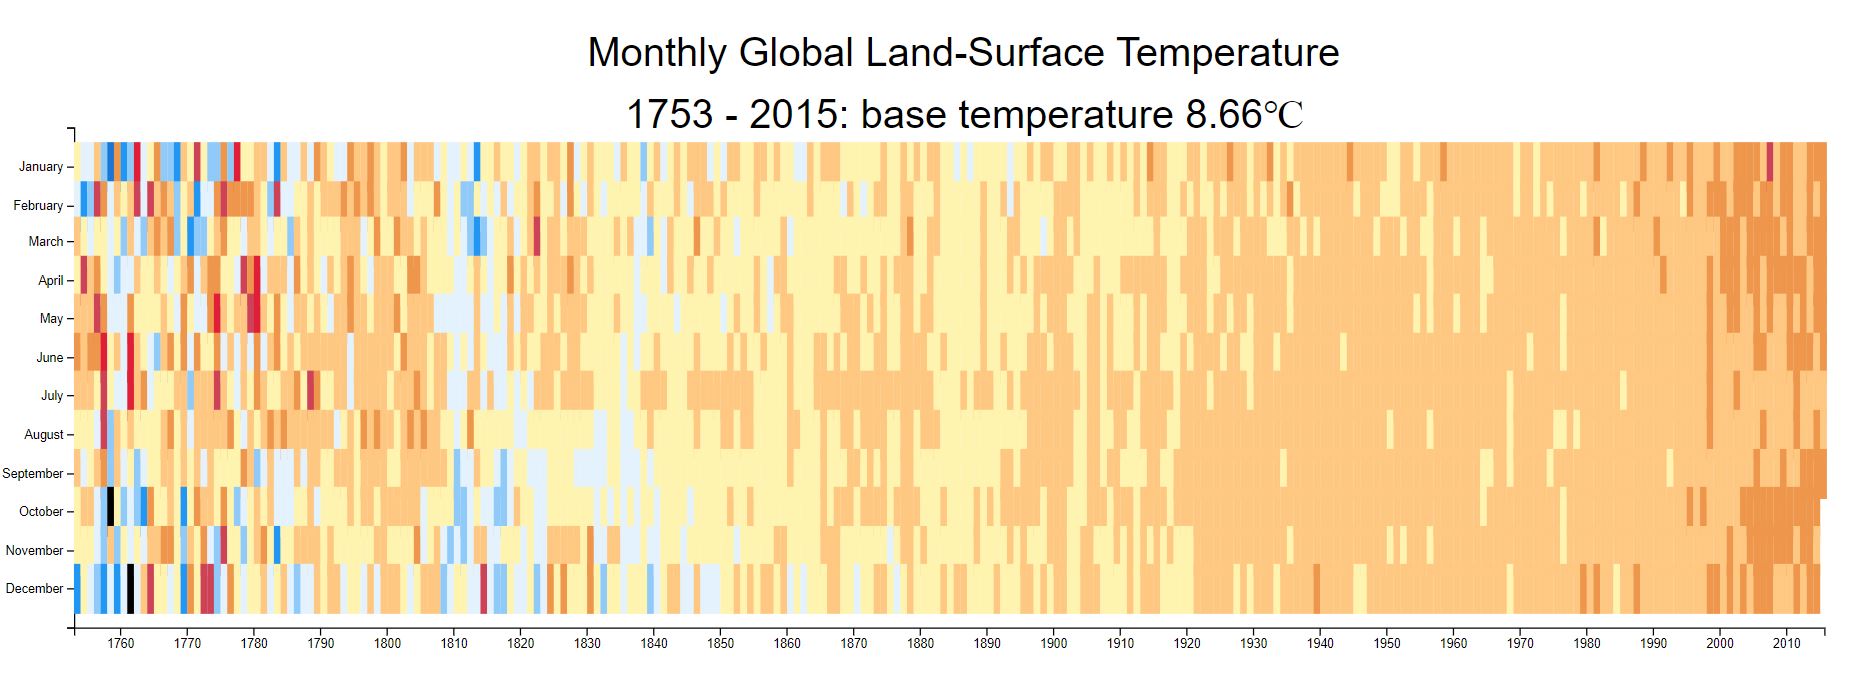 Monthly Global Land-Surface Temperature
1753 - 2015: base temperature 8.66℃
January
February
March
April
May
June
July
August
September
October
November
December
1760 1770 1780 1790 1800 1810 1820 1830 1840 1850 1860 1870 1880 1890 1900 1910 1920 1930 1940 1950 1960 1970 1980 1990 2000 2010